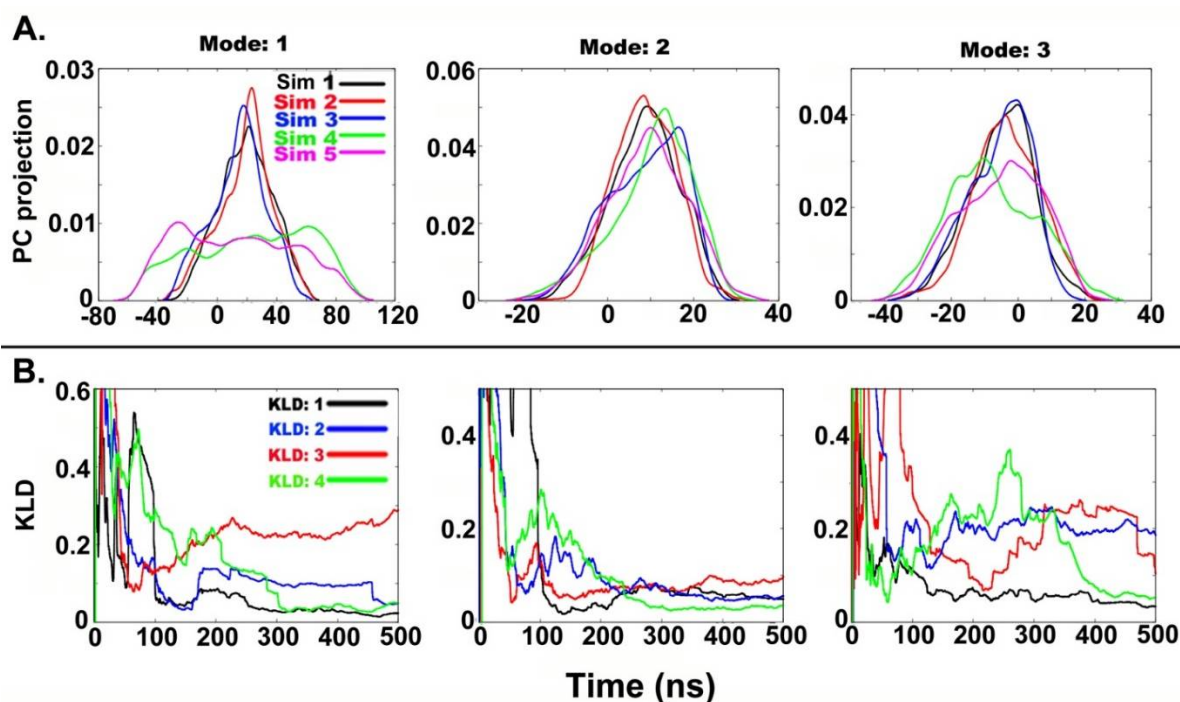 A.
Mode: 1
Mode: 2
Mode: 3
PC projection
0.03
0.02
0.01
0
-80 -40 0 40 80 120
Sim 1
Sim 2
Sim 3
Sim 4
Sim 5
0.06
0.04
0.02
0
-20 0 20 40
0.04
0.02
0
-40 -20 0 20 40
B.
KLD
0.6
0.4
0.2
0
0 100 200 300 400 500
KLD: 1
KLD: 2
KLD: 3
KLD: 4
0.4
0.2
0
0 100 200 300 400 500
0.4
0.2
0
0 100 200 300 400 500
Time (ns)